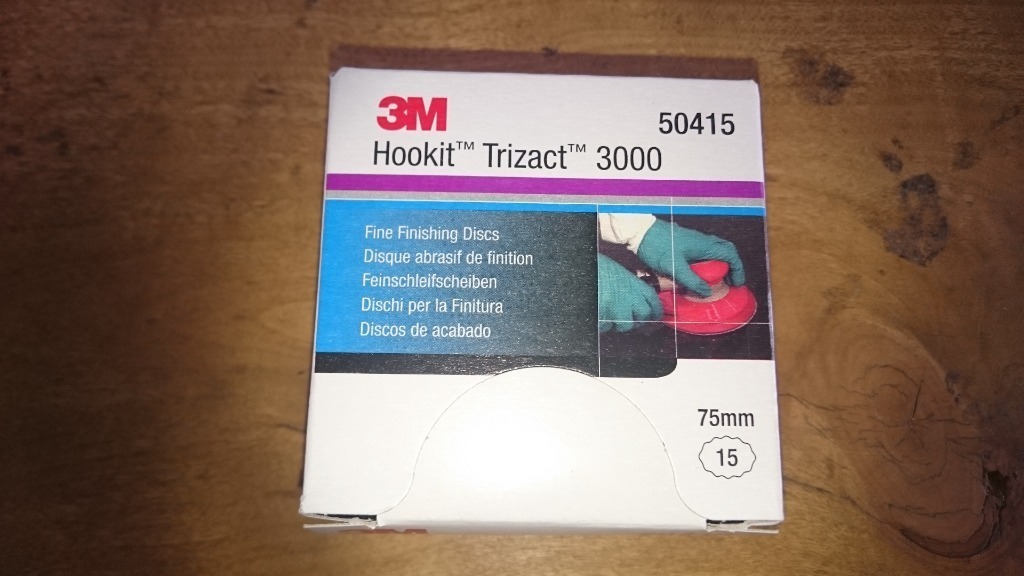 3M
50415
Hookit™ Trizact™ 3000
Fine Finishing Discs
Disque abrasif de finition
Feinschleifscheiben
Dischi per la Finitura
Discos de acabado
75mm
15